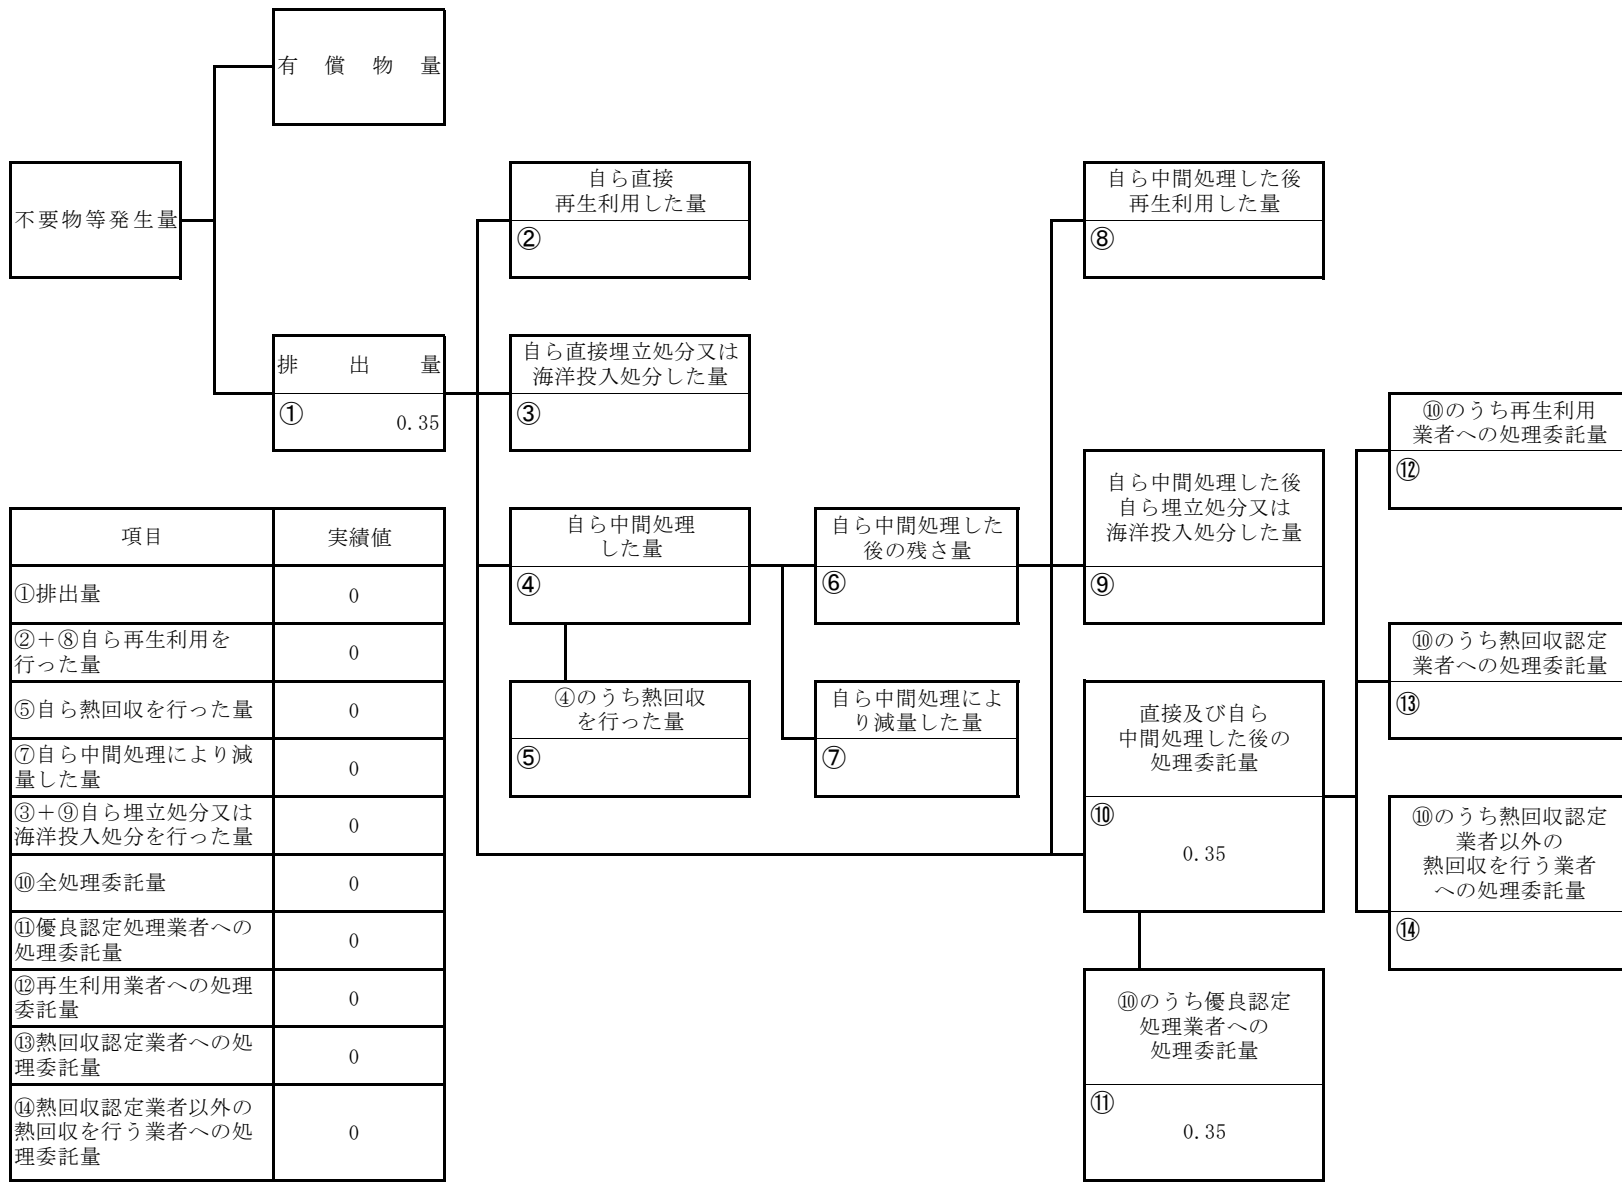 有償物量
不要物等発生量
自ら直接
再生利用した量
②
自ら中間処理した後
再生利用した量
⑧
排出量
①
0.35
自ら直接埋立処分又は
海洋投入処分した量
③
⑩のうち再生利用
業者への処理委託量
⑫
自ら中間処理
した量
④
自ら中間処理した
後の残さ量
⑥
自ら中間処理した後
自ら埋立処分又は
海洋投入処分した量
⑨
⑩のうち熱回収認定
業者への処理委託量
⑬
④のうち熱回収
を行った量
⑤
自ら中間処理によ
り減量した量
⑦
直接及び自ら
中間処理した後の
処理委託量
⑩
0.35
⑩のうち熱回収認定
業者以外の
熱回収を行う業者
への処理委託量
⑭
⑩のうち優良認定
処理業者への
処理委託量
⑪
0.35
項目 実績値
①排出量 0
②＋⑧自ら再生利用を
行った量 0
⑤自ら熱回収を行った量 0
⑦自ら中間処理により減
量した量 0
③＋⑨自ら埋立処分又は
海洋投入処分を行った量 0
⑩全処理委託量 0
⑪優良認定処理業者への
処理委託量 0
⑫再生利用業者への処理
委託量 0
⑬熱回収認定業者への処
理委託量 0
⑭熱回収認定業者以外の
熱回収を行う業者への処 0
理委託量